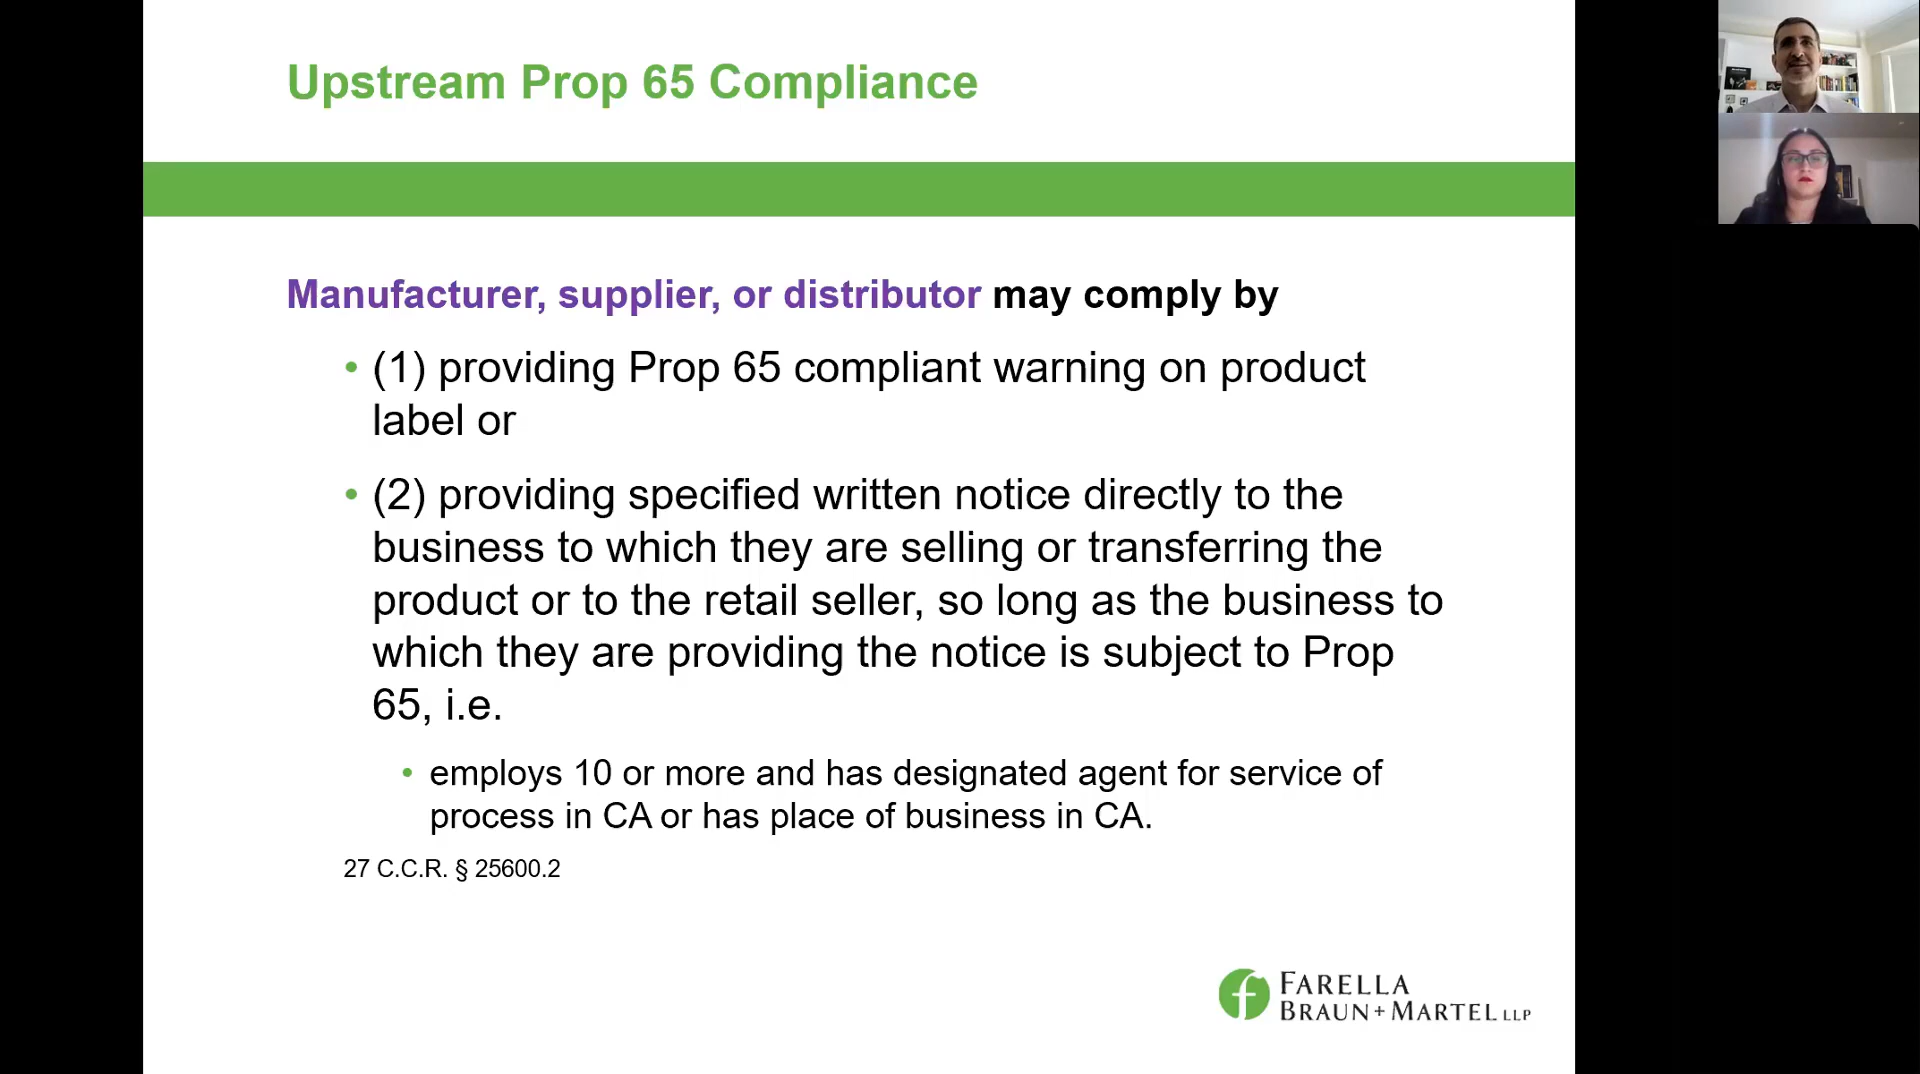 Upstream Prop 65 Compliance
Manufacturer, supplier, or distributor may comply by
• (1) providing Prop 65 compliant warning on product
label or
• (2) providing specified written notice directly to the
business to which they are selling or transferring the
product or to the retail seller, so long as the business to
which they are providing the notice is subject to Prop
65, i.e.
• employs 10 or more and has designated agent for service of
process in CA or has place of business in CA.
27 C.C.R. § 25600.2
f FARELLA
BRAUN+MARTEL LLP